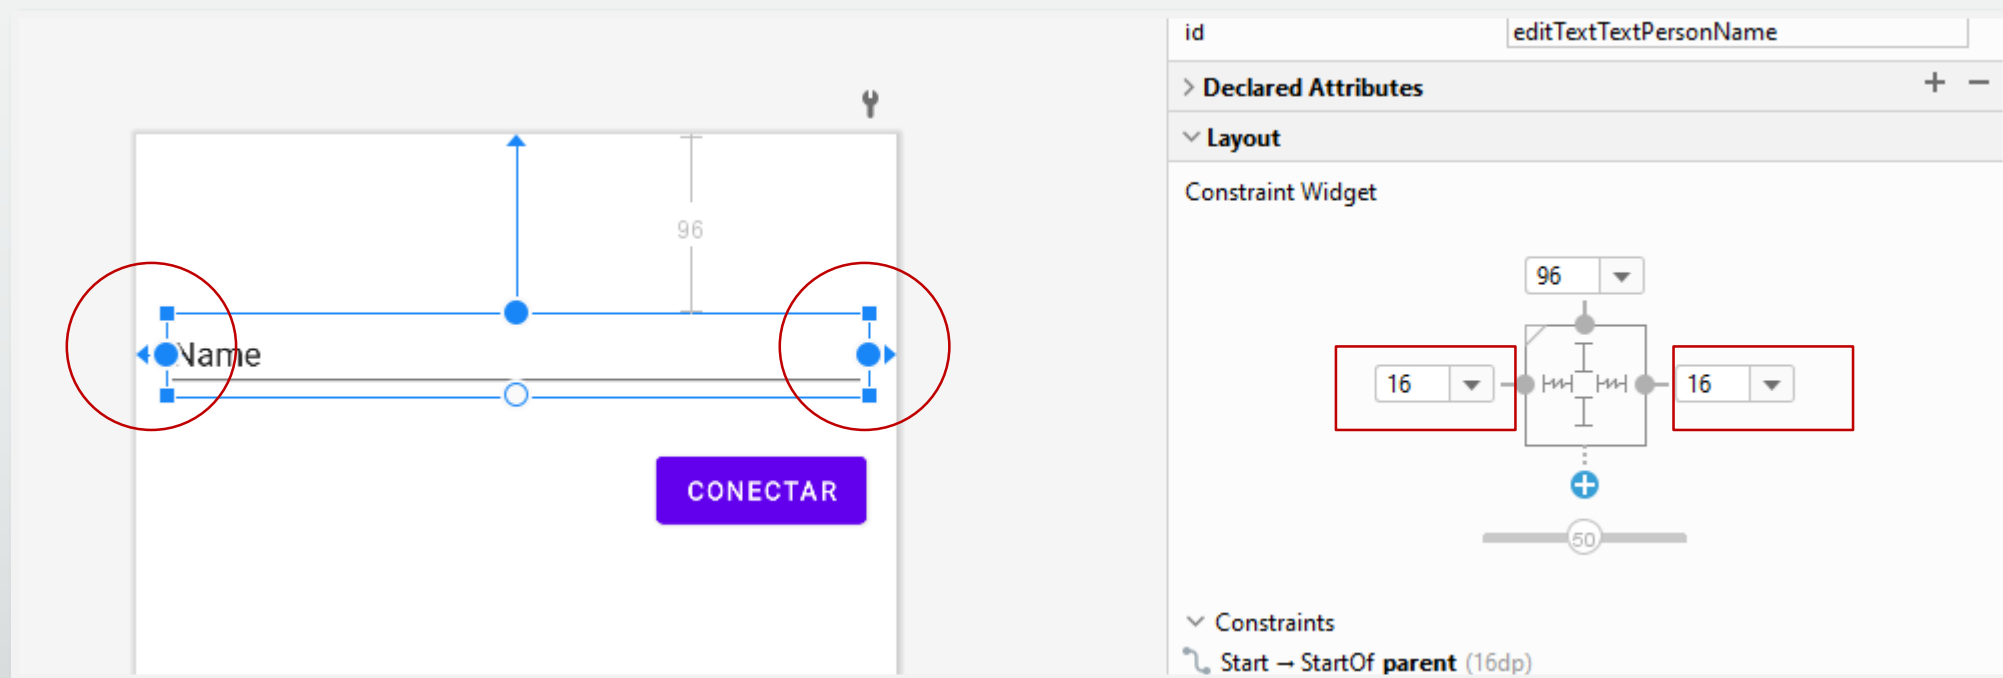 id
editTextTextPersonName
Declared Attributes
Layout
Constraint Widget
96
96
Name
16
16
CONECTAR
50
Constraints
Start → StartOf parent (16dp)